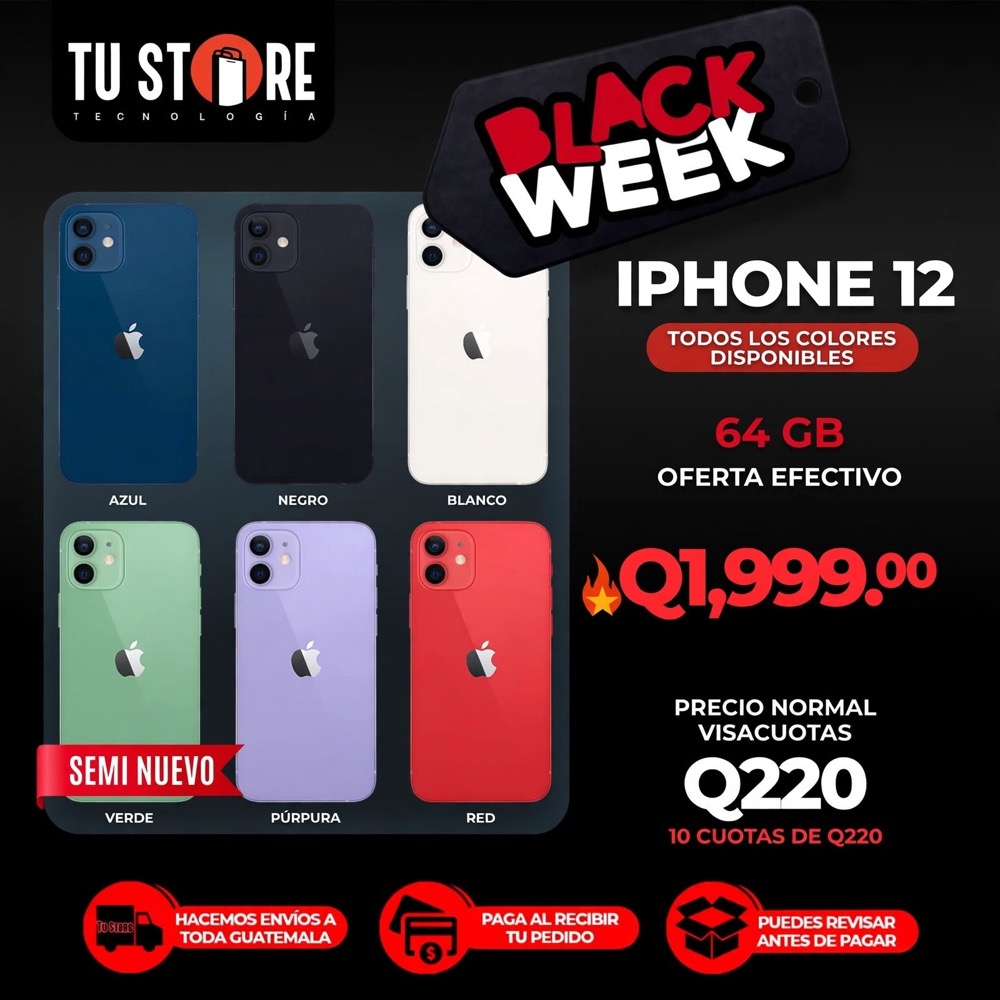 TU STORE
TECNOLOGÍA
BLACK
WEEK
IPHONE 12
TODOS LOS COLORES
DISPONIBLES
64 GB
OFERTA EFECTIVO
Q1,999.00
AZUL
NEGRO
BLANCO
PRECIO NORMAL
VISACUOTAS
Q220
10 CUOTAS DE Q220
SEMI NUEVO
VERDE
PÚRPURA
RED
Tu Store
HACEMOS ENVÍOS A
TODA GUATEMALA
$
PAGA AL RECIBIR
TU PEDIDO
PUEDES REVISAR
ANTES DE PAGAR